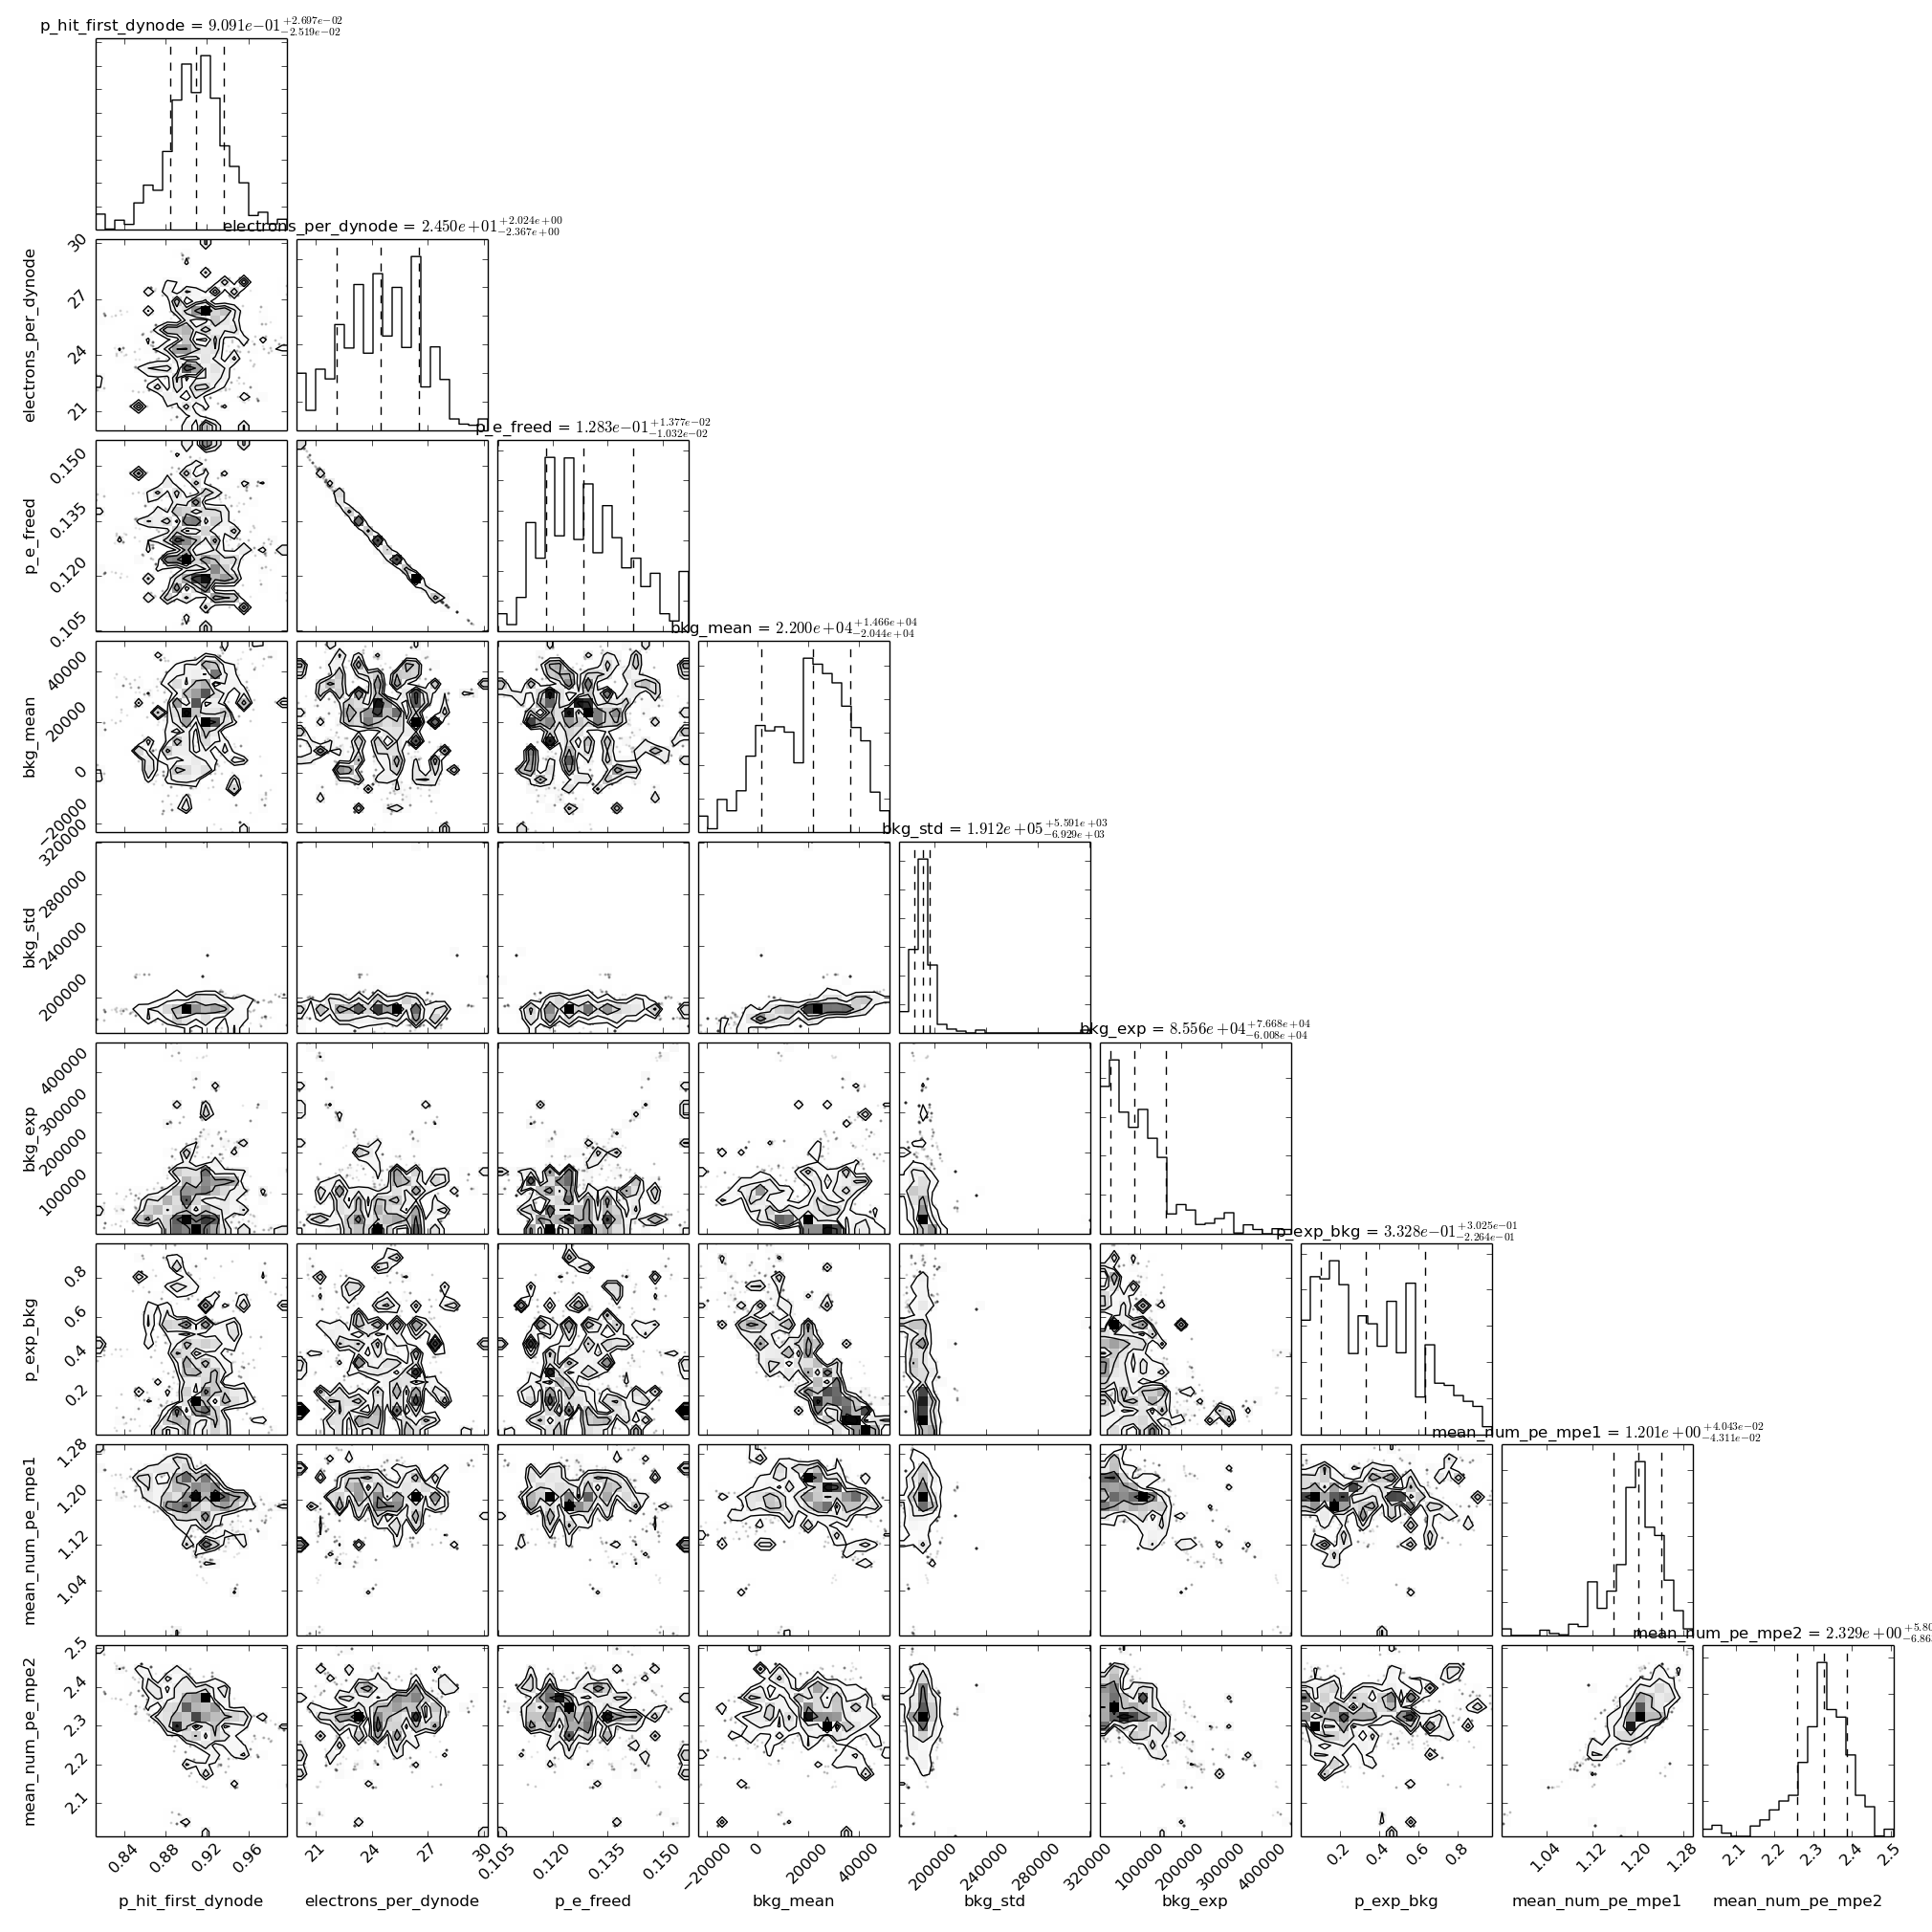 p_hit_first_dynode = 9.091e−01 +2.697e−02 −2.519e−02
electrons_per_dynode = 2.450e+01 +2.024e+00 −2.367e+00
30
27
24
21
electrons_per_dynode
p_e_freed = 1.283e−01 +1.377e−02 −1.032e−02
0.150
0.135
0.120
0.105
p_e_freed
bkg_mean = 2.200e+04 +1.466e+04 −2.044e+04
40000
20000
0
−20000
bkg_mean
bkg_std = 1.912e+05 +5.591e+03 −6.929e+03
320000
280000
240000
200000
bkg_std
bkg_exp = 8.556e+04 +7.668e+04 −6.008e+04
400000
300000
200000
100000
bkg_exp
p_exp_bkg = 3.328e−01 +3.025e−01 −2.264e−01
0.8
0.6
0.4
0.2
p_exp_bkg
mean_num_pe_mpe1 = 1.201e+00 +4.043e−02 −4.311e−02
1.28
1.20
1.12
1.04
mean_num_pe_mpe1
mean_num_pe_mpe2 = 2.329e+00 +5.80 −6.86
2.5
2.4
2.3
2.2
2.1
mean_num_pe_mpe2
0.84 0.88 0.92 0.96 21 24 27 30 0.105 0.120 0.135 0.150 −20000 0 20000 40000 200000 240000 280000 320000 100000 200000 300000 400000 0.2 0.4 0.6 0.8 1.04 1.12 1.20 1.28 2.1 2.2 2.3 2.4 2.5
p_hit_first_dynode electrons_per_dynode p_e_freed bkg_mean bkg_std bkg_exp p_exp_bkg mean_num_pe_mpe1 mean_num_pe_mpe2